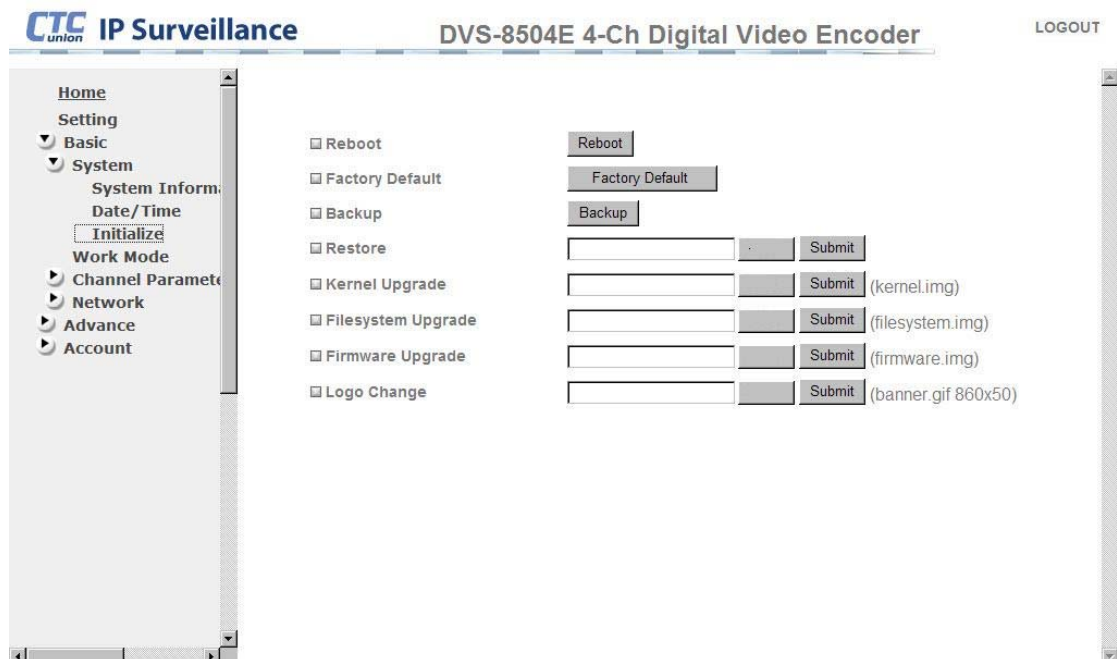 CTC union IP Surveillance
DVS-8504E 4-Ch Digital Video Encoder
LOGOUT
Home
Setting
Basic
System
System Informa
Date/Time
Initialize
Work Mode
Channel Paramete
Network
Advance
Account
Reboot Reboot
Factory Default Factory Default
Backup Backup
Restore Submit
Kernel Upgrade Submit (kernel.img)
Filesystem Upgrade Submit (filesystem.img)
Firmware Upgrade Submit (firmware.img)
Logo Change Submit (banner.gif 860x50)